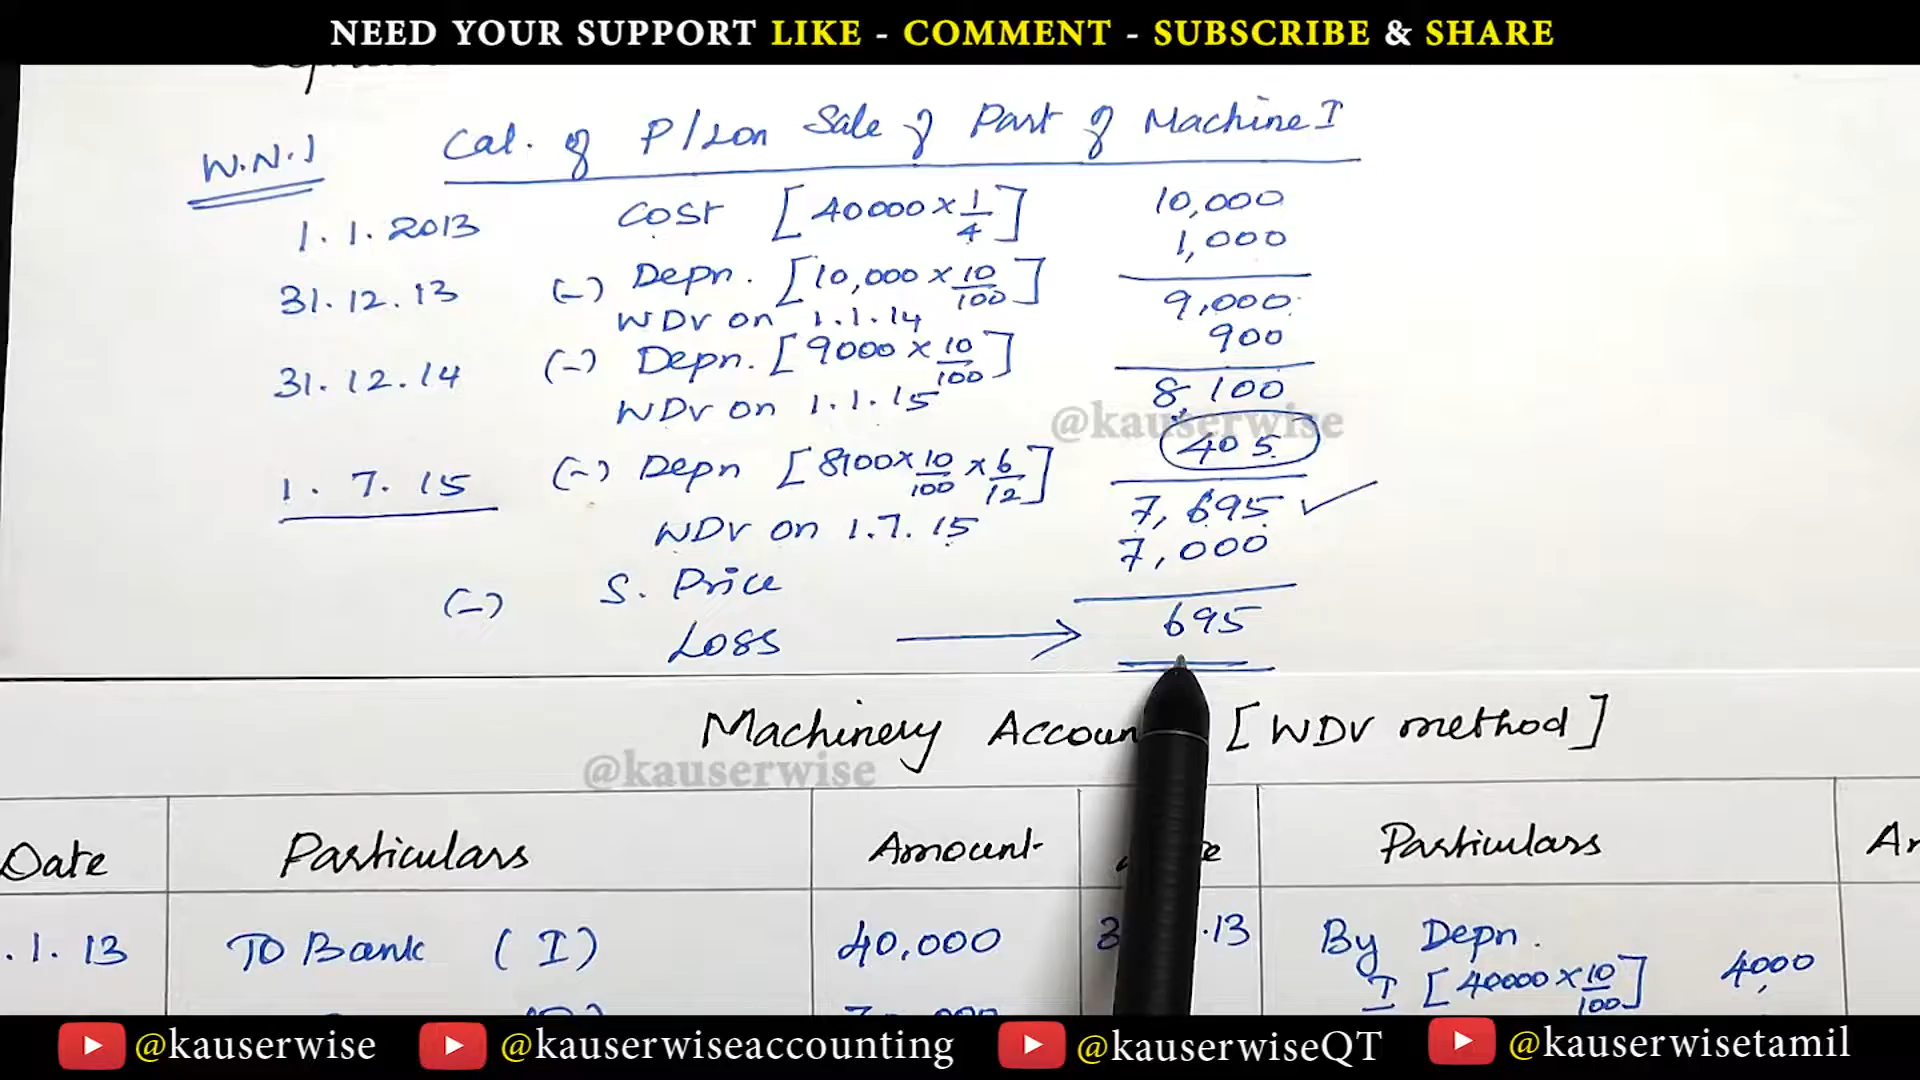 NEED YOUR SUPPORT LIKE - COMMENT - SUBSCRIBE & SHARE
W.N.1
Cal. of P/L on Sale of Part of Machine I
1.1.2013 Cost [40000 × 1/4] 10,000
31.12.13 (-) Depn. [10,000 × 10/100] 1,000
WDV on 1.1.14 9,000
31.12.14 (-) Depn. [9000 × 10/100] 900
WDV on 1.1.15 8,100
@kauserwise
1.7.15 (-) Depn [8100 × 10/100 × 6/12] 405
WDV on 1.7.15 7,695 ✓
(-) S. Price 7,000
Loss → 695
Machinery Accoun [WDV method]
@kauserwise
Date Particulars Amount Particulars
.1.13 To Bank (I) 40,000 .13 By Depn.
I [40000 × 10/100] 4000
@kauserwise @kauserwiseaccounting @kauserwiseQT @kauserwisetamil